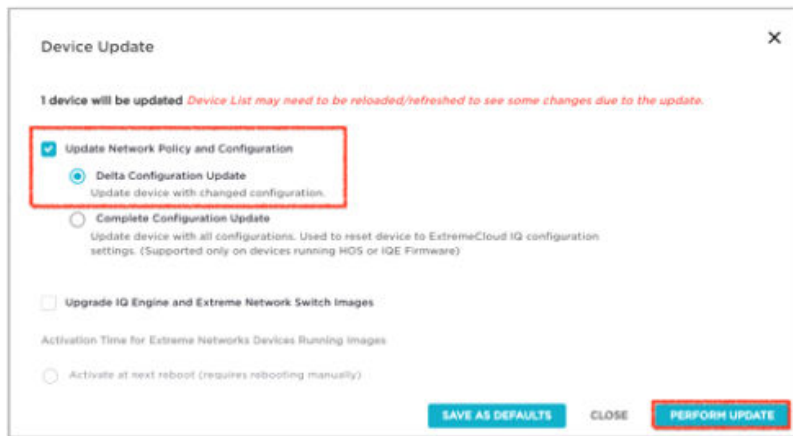 Device Update
1 device will be updated Device List may need to be reloaded/refreshed to see some changes due to the update.
Update Network Policy and Configuration
Delta Configuration Update
Update device with changed configuration.
Complete Configuration Update
Update device with all configurations. Used to reset device to ExtremeCloud IQ configuration
settings. (Supported only on devices running HOS or IQE Firmware)
Upgrade IQ Engine and Extreme Network Switch Images
Activation Time for Extreme Networks Devices Running Images
Activate at next reboot (requires rebooting manually)
SAVE AS DEFAULTS CLOSE PERFORM UPDATE